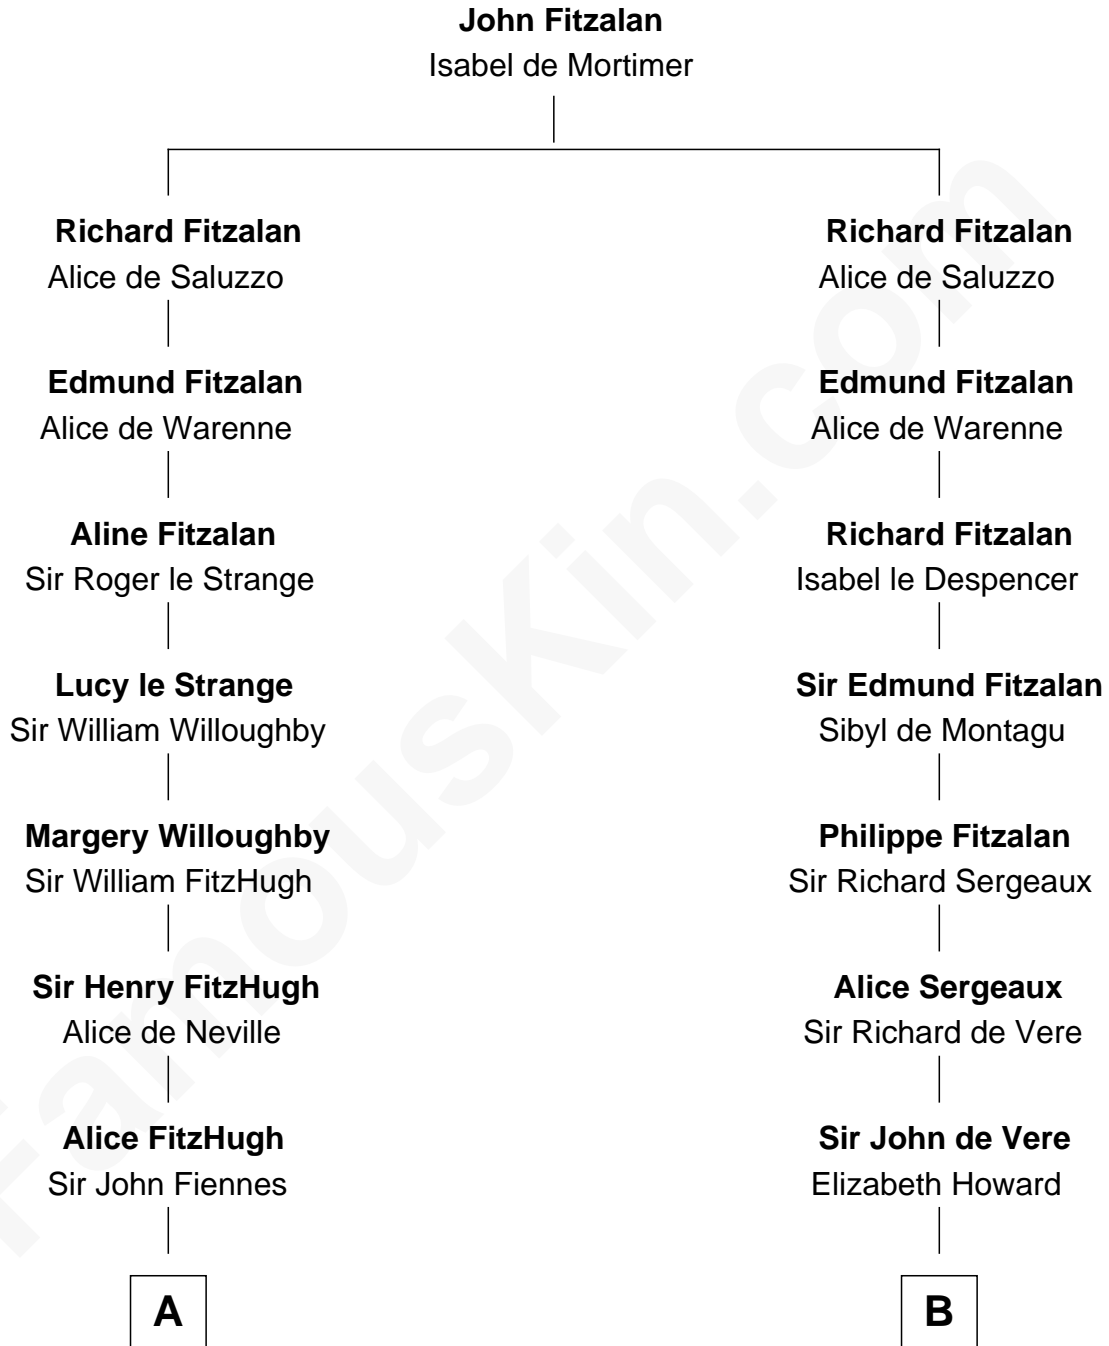 John Fitzalan
Isabel de Mortimer
Richard Fitzalan
Alice de Saluzzo
Edmund Fitzalan
Alice de Warenne
Aline Fitzalan
Sir Roger le Strange
Lucy le Strange
Sir William Willoughby
Margery Willoughby
Sir William FitzHugh
Sir Henry FitzHugh
Alice de Neville
Alice FitzHugh
Sir John Fiennes
A
Richard Fitzalan
Alice de Saluzzo
Edmund Fitzalan
Alice de Warenne
Richard Fitzalan
Isabel le Despencer
Sir Edmund Fitzalan
Sibyl de Montagu
Philippe Fitzalan
Sir Richard Sergeaux
Alice Sergeaux
Sir Richard de Vere
Sir John de Vere
Elizabeth Howard
B
FamousKin.com